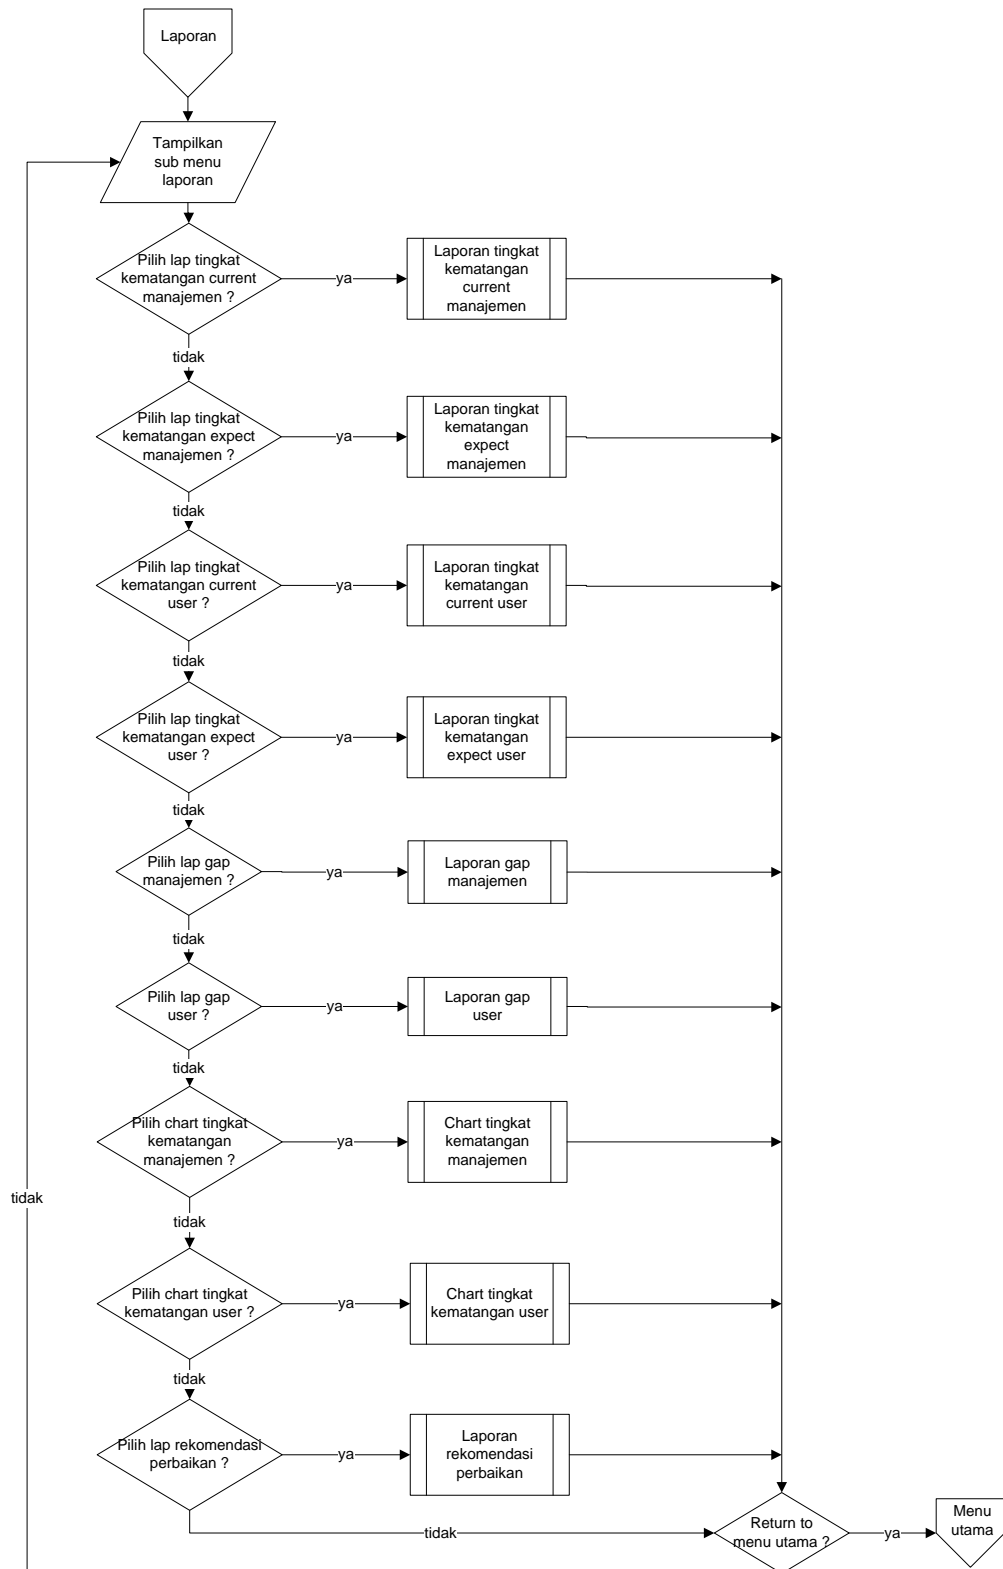 Laporan
Tampilkan
sub menu
laporan
Pilih lap tingkat
kematangan current
manajemen ?
ya
Laporan tingkat
kematangan
current
manajemen
tidak
Pilih lap tingkat
kematangan expect
manajemen ?
ya
Laporan tingkat
kematangan
expect
manajemen
tidak
Pilih lap tingkat
kematangan current
user ?
ya
Laporan tingkat
kematangan
current user
tidak
Pilih lap tingkat
kematangan expect
user ?
ya
Laporan tingkat
kematangan
expect user
tidak
Pilih lap gap
manajemen ?
ya
Laporan gap
manajemen
tidak
Pilih lap gap
user ?
ya
Laporan gap
user
tidak
Pilih chart tingkat
kematangan
manajemen ?
ya
Chart tingkat
kematangan
manajemen
tidak
tidak
Pilih chart tingkat
kematangan user ?
ya
Chart tingkat
kematangan user
tidak
Pilih lap rekomendasi
perbaikan ?
ya
Laporan
rekomendasi
perbaikan
tidak
Return to
menu utama ?
ya
Menu
utama